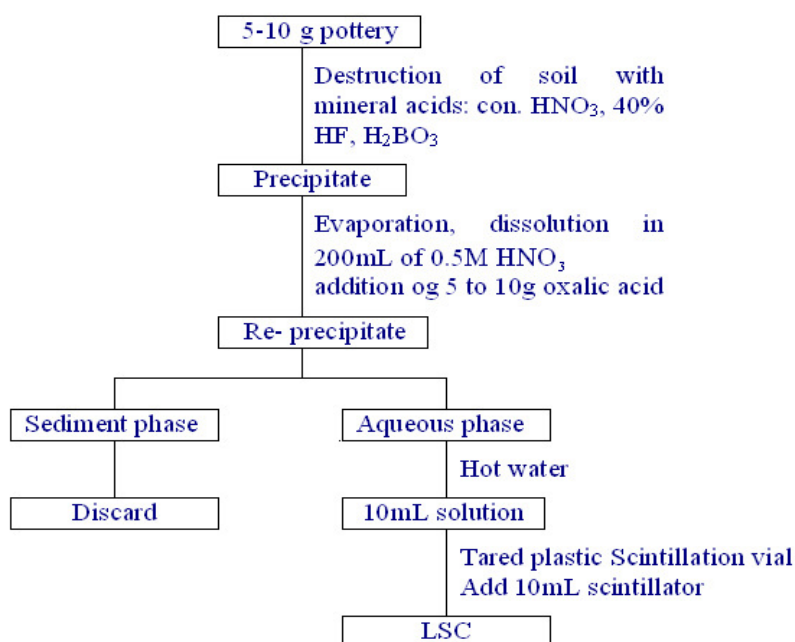 5-10 g pottery
Destruction of soil with
mineral acids: con. HNO₃, 40%
HF, H₂BO₃
Precipitate
Evaporation, dissolution in
200mL of 0.5M HNO₃
addition og 5 to 10g oxalic acid
Re- precipitate
Sediment phase
Aqueous phase
Hot water
Discard
10mL solution
Tared plastic Scintillation vial
Add 10mL scintillator
LSC